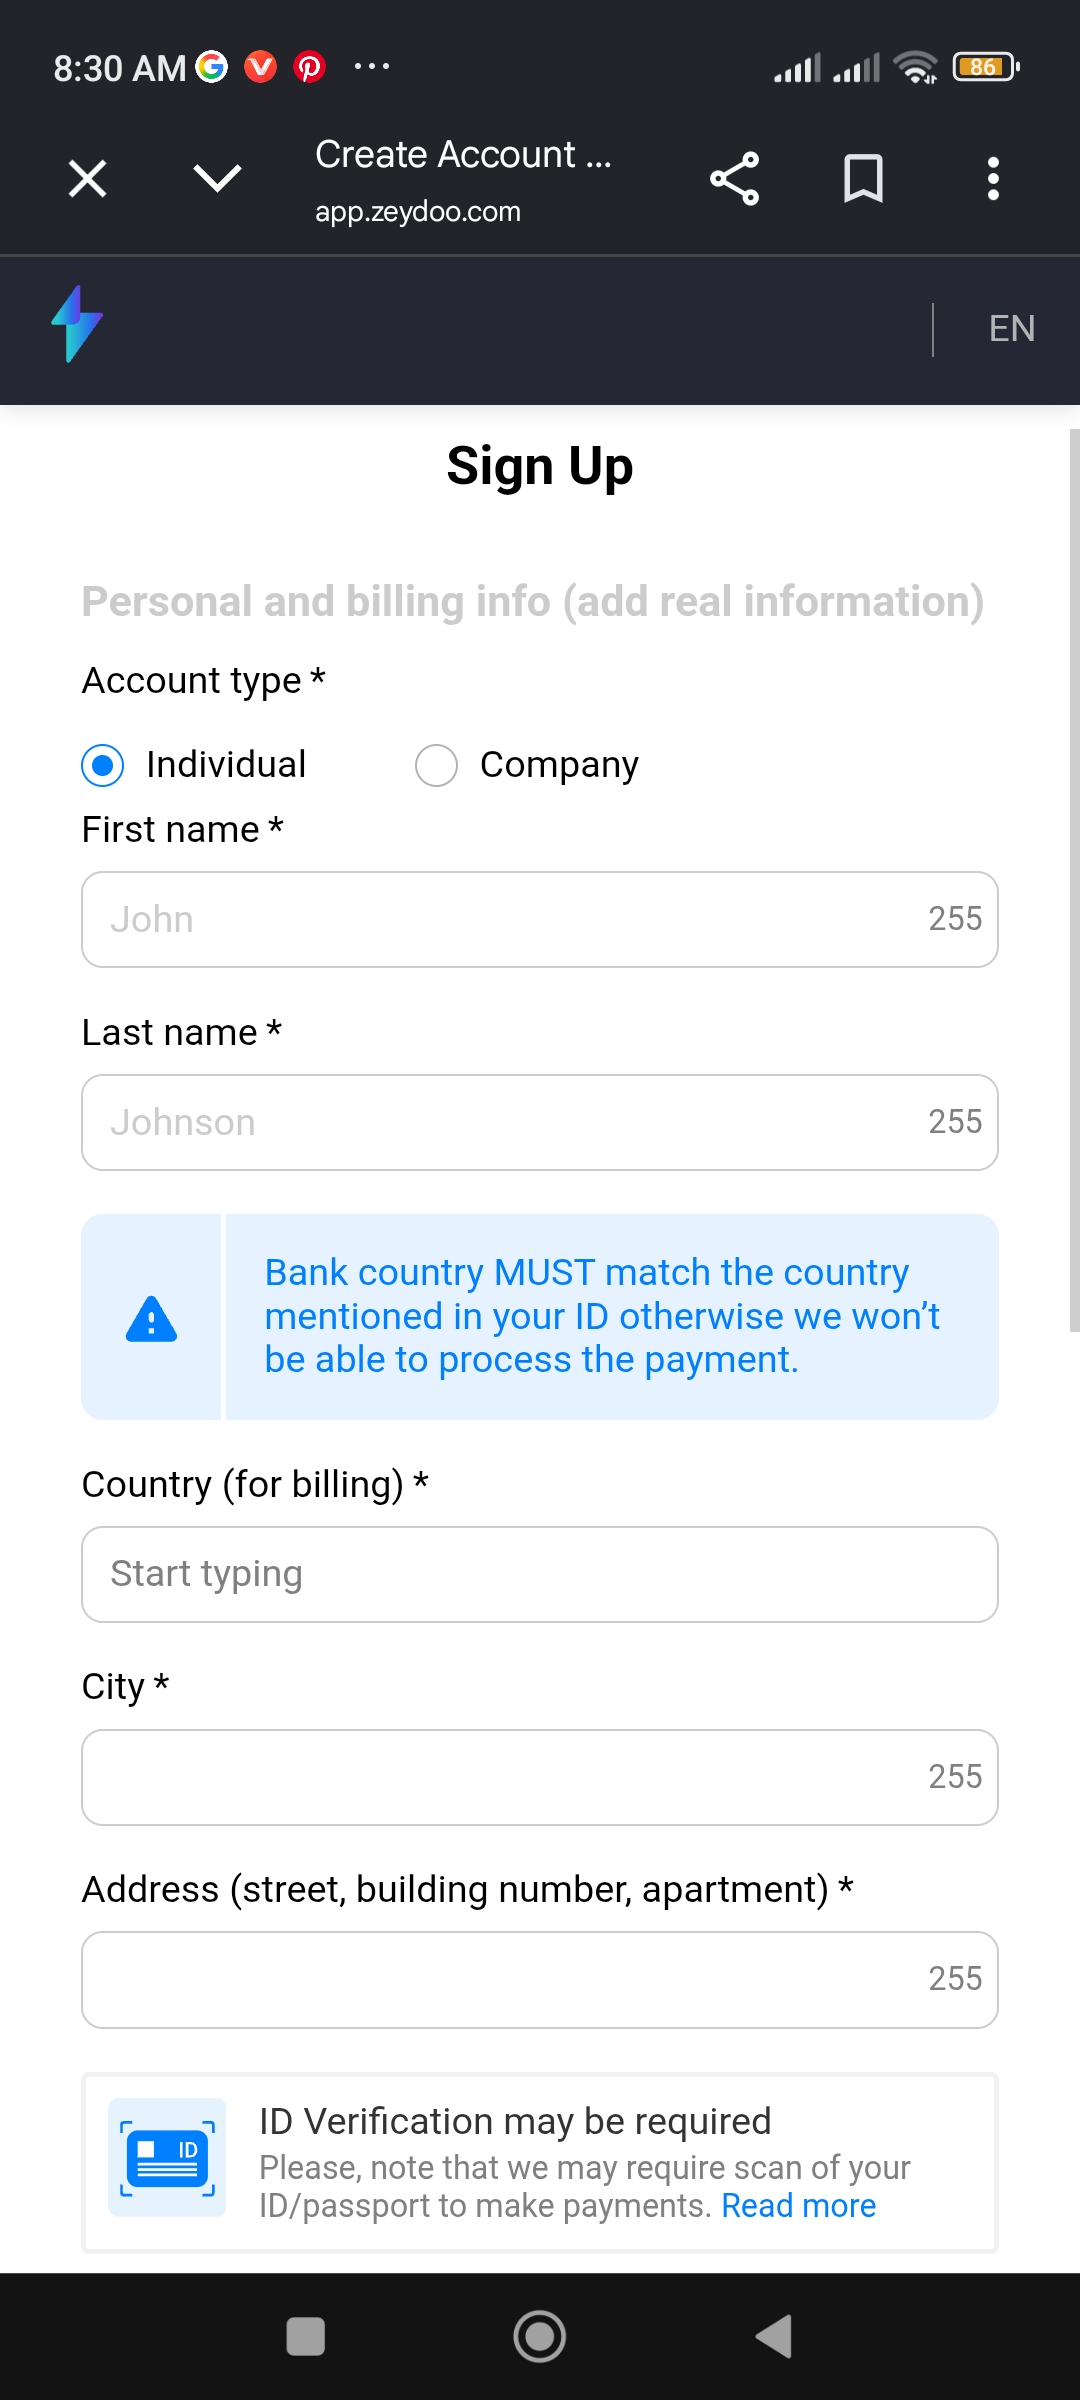 8:30 AM
86
Create Account ...
app.zeydoo.com
EN
Sign Up
Personal and billing info (add real information)
Account type *
Individual
Company
First name *
John
255
Last name *
Johnson
255
Bank country MUST match the country
mentioned in your ID otherwise we won’t
be able to process the payment.
Country (for billing) *
Start typing
City *
255
Address (street, building number, apartment) *
255
ID
ID Verification may be required
Please, note that we may require scan of your
ID/passport to make payments. Read more